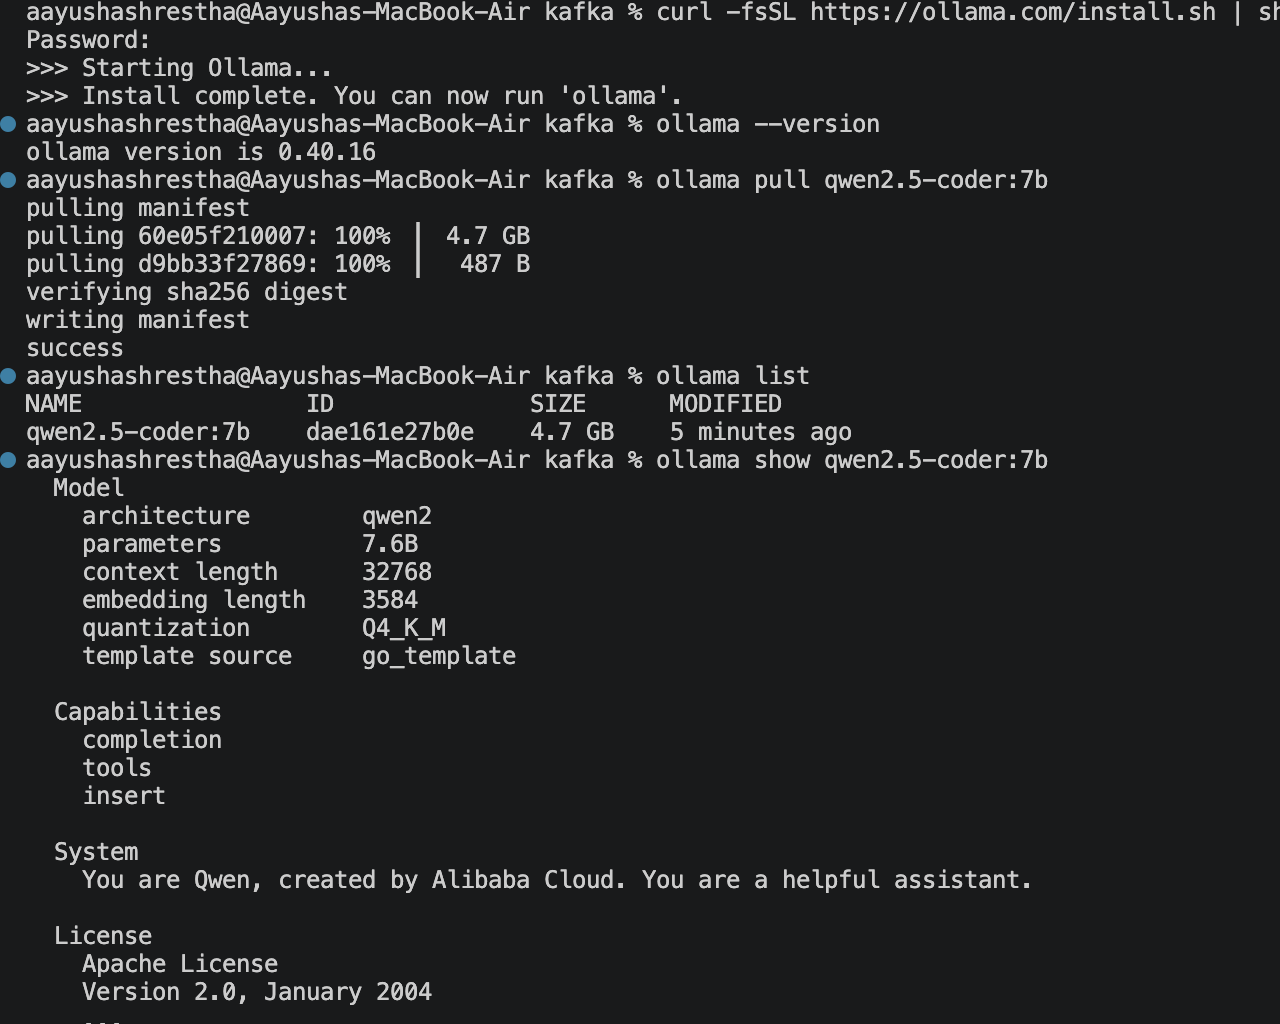 aayushashrestha@Aayushas-MacBook-Air kafka % curl -fsSL https://ollama.com/install.sh | sh
Password:
>>> Starting Ollama...
>>> Install complete. You can now run 'ollama'.
aayushashrestha@Aayushas-MacBook-Air kafka % ollama --version
ollama version is 0.40.16
aayushashrestha@Aayushas-MacBook-Air kafka % ollama pull qwen2.5-coder:7b
pulling manifest
pulling 60e05f210007: 100% | 4.7 GB
pulling d9bb33f27869: 100% | 487 B
verifying sha256 digest
writing manifest
success
aayushashrestha@Aayushas-MacBook-Air kafka % ollama list
NAME ID SIZE MODIFIED
qwen2.5-coder:7b dae161e27b0e 4.7 GB 5 minutes ago
aayushashrestha@Aayushas-MacBook-Air kafka % ollama show qwen2.5-coder:7b
Model
architecture qwen2
parameters 7.6B
context length 32768
embedding length 3584
quantization Q4_K_M
template source go_template
Capabilities
completion
tools
insert
System
You are Qwen, created by Alibaba Cloud. You are a helpful assistant.
License
Apache License
Version 2.0, January 2004
...